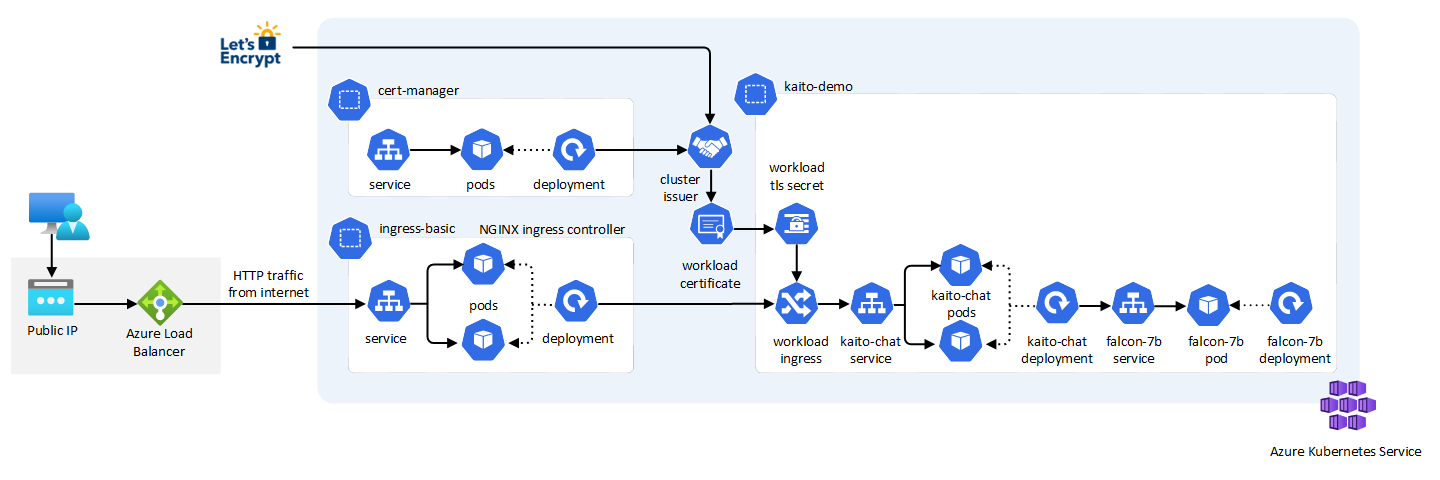 Let's
Encrypt
cert-manager
kaito-demo
service
pods
deployment
cluster
issuer
workload
tls secret
ingress-basic
NGINX ingress controller
workload
certificate
HTTP traffic
from internet
Public IP
Azure Load
Balancer
service
pods
deployment
workload
ingress
kaito-chat
service
kaito-chat
pods
kaito-chat
deployment
falcon-7b
service
falcon-7b
pod
falcon-7b
deployment
Azure Kubernetes Service